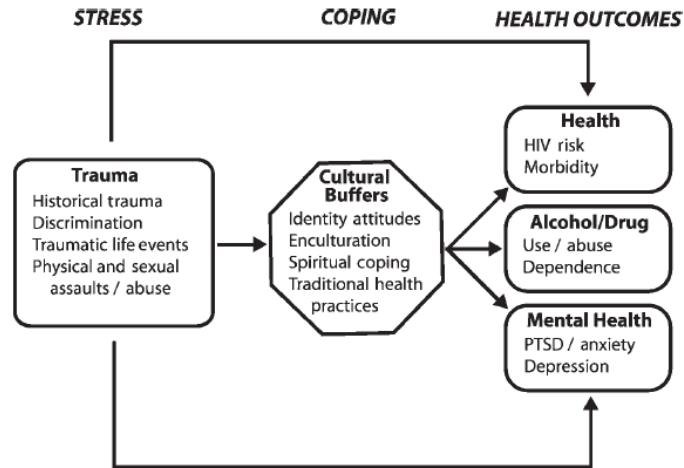 STRESS
COPING
HEALTH OUTCOMES
Trauma
Historical trauma
Discrimination
Traumatic life events
Physical and sexual
assaults / abuse
Cultural
Buffers
Identity attitudes
Enculturation
Spiritual coping
Traditional health
practices
Health
HIV risk
Morbidity
Alcohol/Drug
Use / abuse
Dependence
Mental Health
PTSD / anxiety
Depression